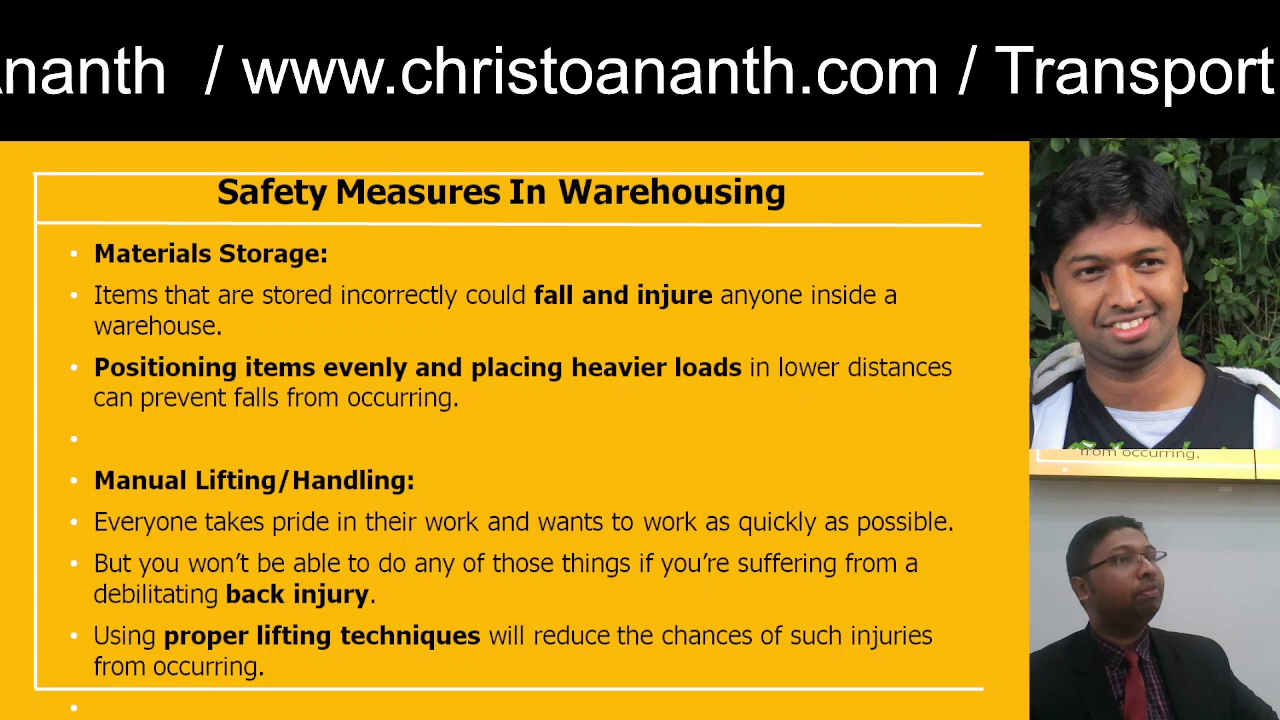 nanth / www.christoananth.com / Transport
Safety Measures In Warehousing
• Materials Storage:
• Items that are stored incorrectly could fall and injure anyone inside a
warehouse.
• Positioning items evenly and placing heavier loads in lower distances
can prevent falls from occurring.
•
• Manual Lifting/Handling:
• Everyone takes pride in their work and wants to work as quickly as possible.
• But you won’t be able to do any of those things if you’re suffering from a
debilitating back injury.
• Using proper lifting techniques will reduce the chances of such injuries
from occurring.
•
from occurring.